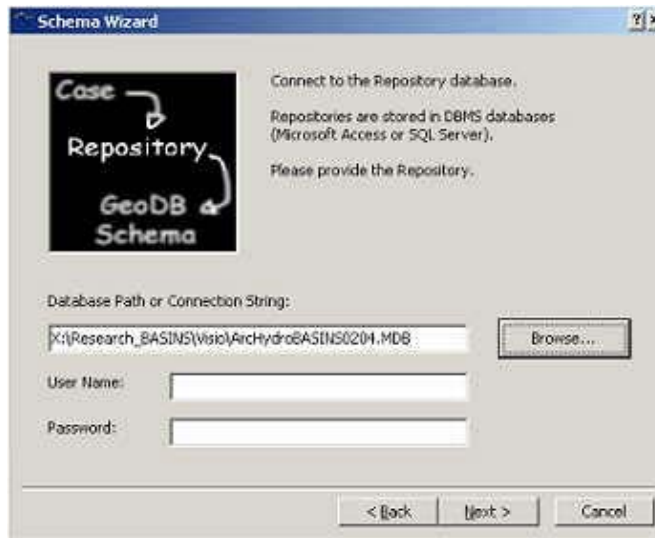 Schema Wizard
Case
Repository
GeoDB
Schema
Connect to the Repository database.
Repositories are stored in DBMS databases
(Microsoft Access or SQL Server).
Please provide the Repository.
Database Path or Connection String:
X:\Research_BASINS\Visio\ArcHydroBASINS0204.MDB
Browse...
User Name:
Password:
< Back
Next >
Cancel